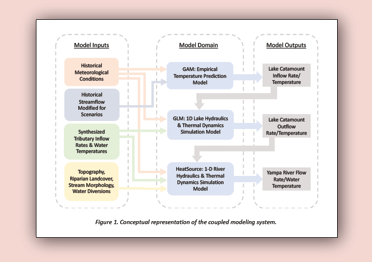 Model Inputs
Model Domain
Model Outputs
Historical
Meteorological
Conditions
Historical
Streamflow
Modified for
Scenarios
Synthesized
Tributary Inflow
Rates & Water
Temperatures
Topography,
Riparian Landcover,
Stream Morphology,
Water Diversions
GAM: Empirical
Temperature Prediction
Model
GLM: 1D Lake Hydraulics
& Thermal Dynamics
Simulation Model
HeatSource: 1-D River
Hydraulics & Thermal
Dynamics Simulation
Model
Lake Catamount
Inflow Rate/
Temperature
Lake Catamount
Outflow
Rate/Temperature
Yampa River Flow
Rate/Water
Temperature
Figure 1. Conceptual representation of the coupled modeling system.